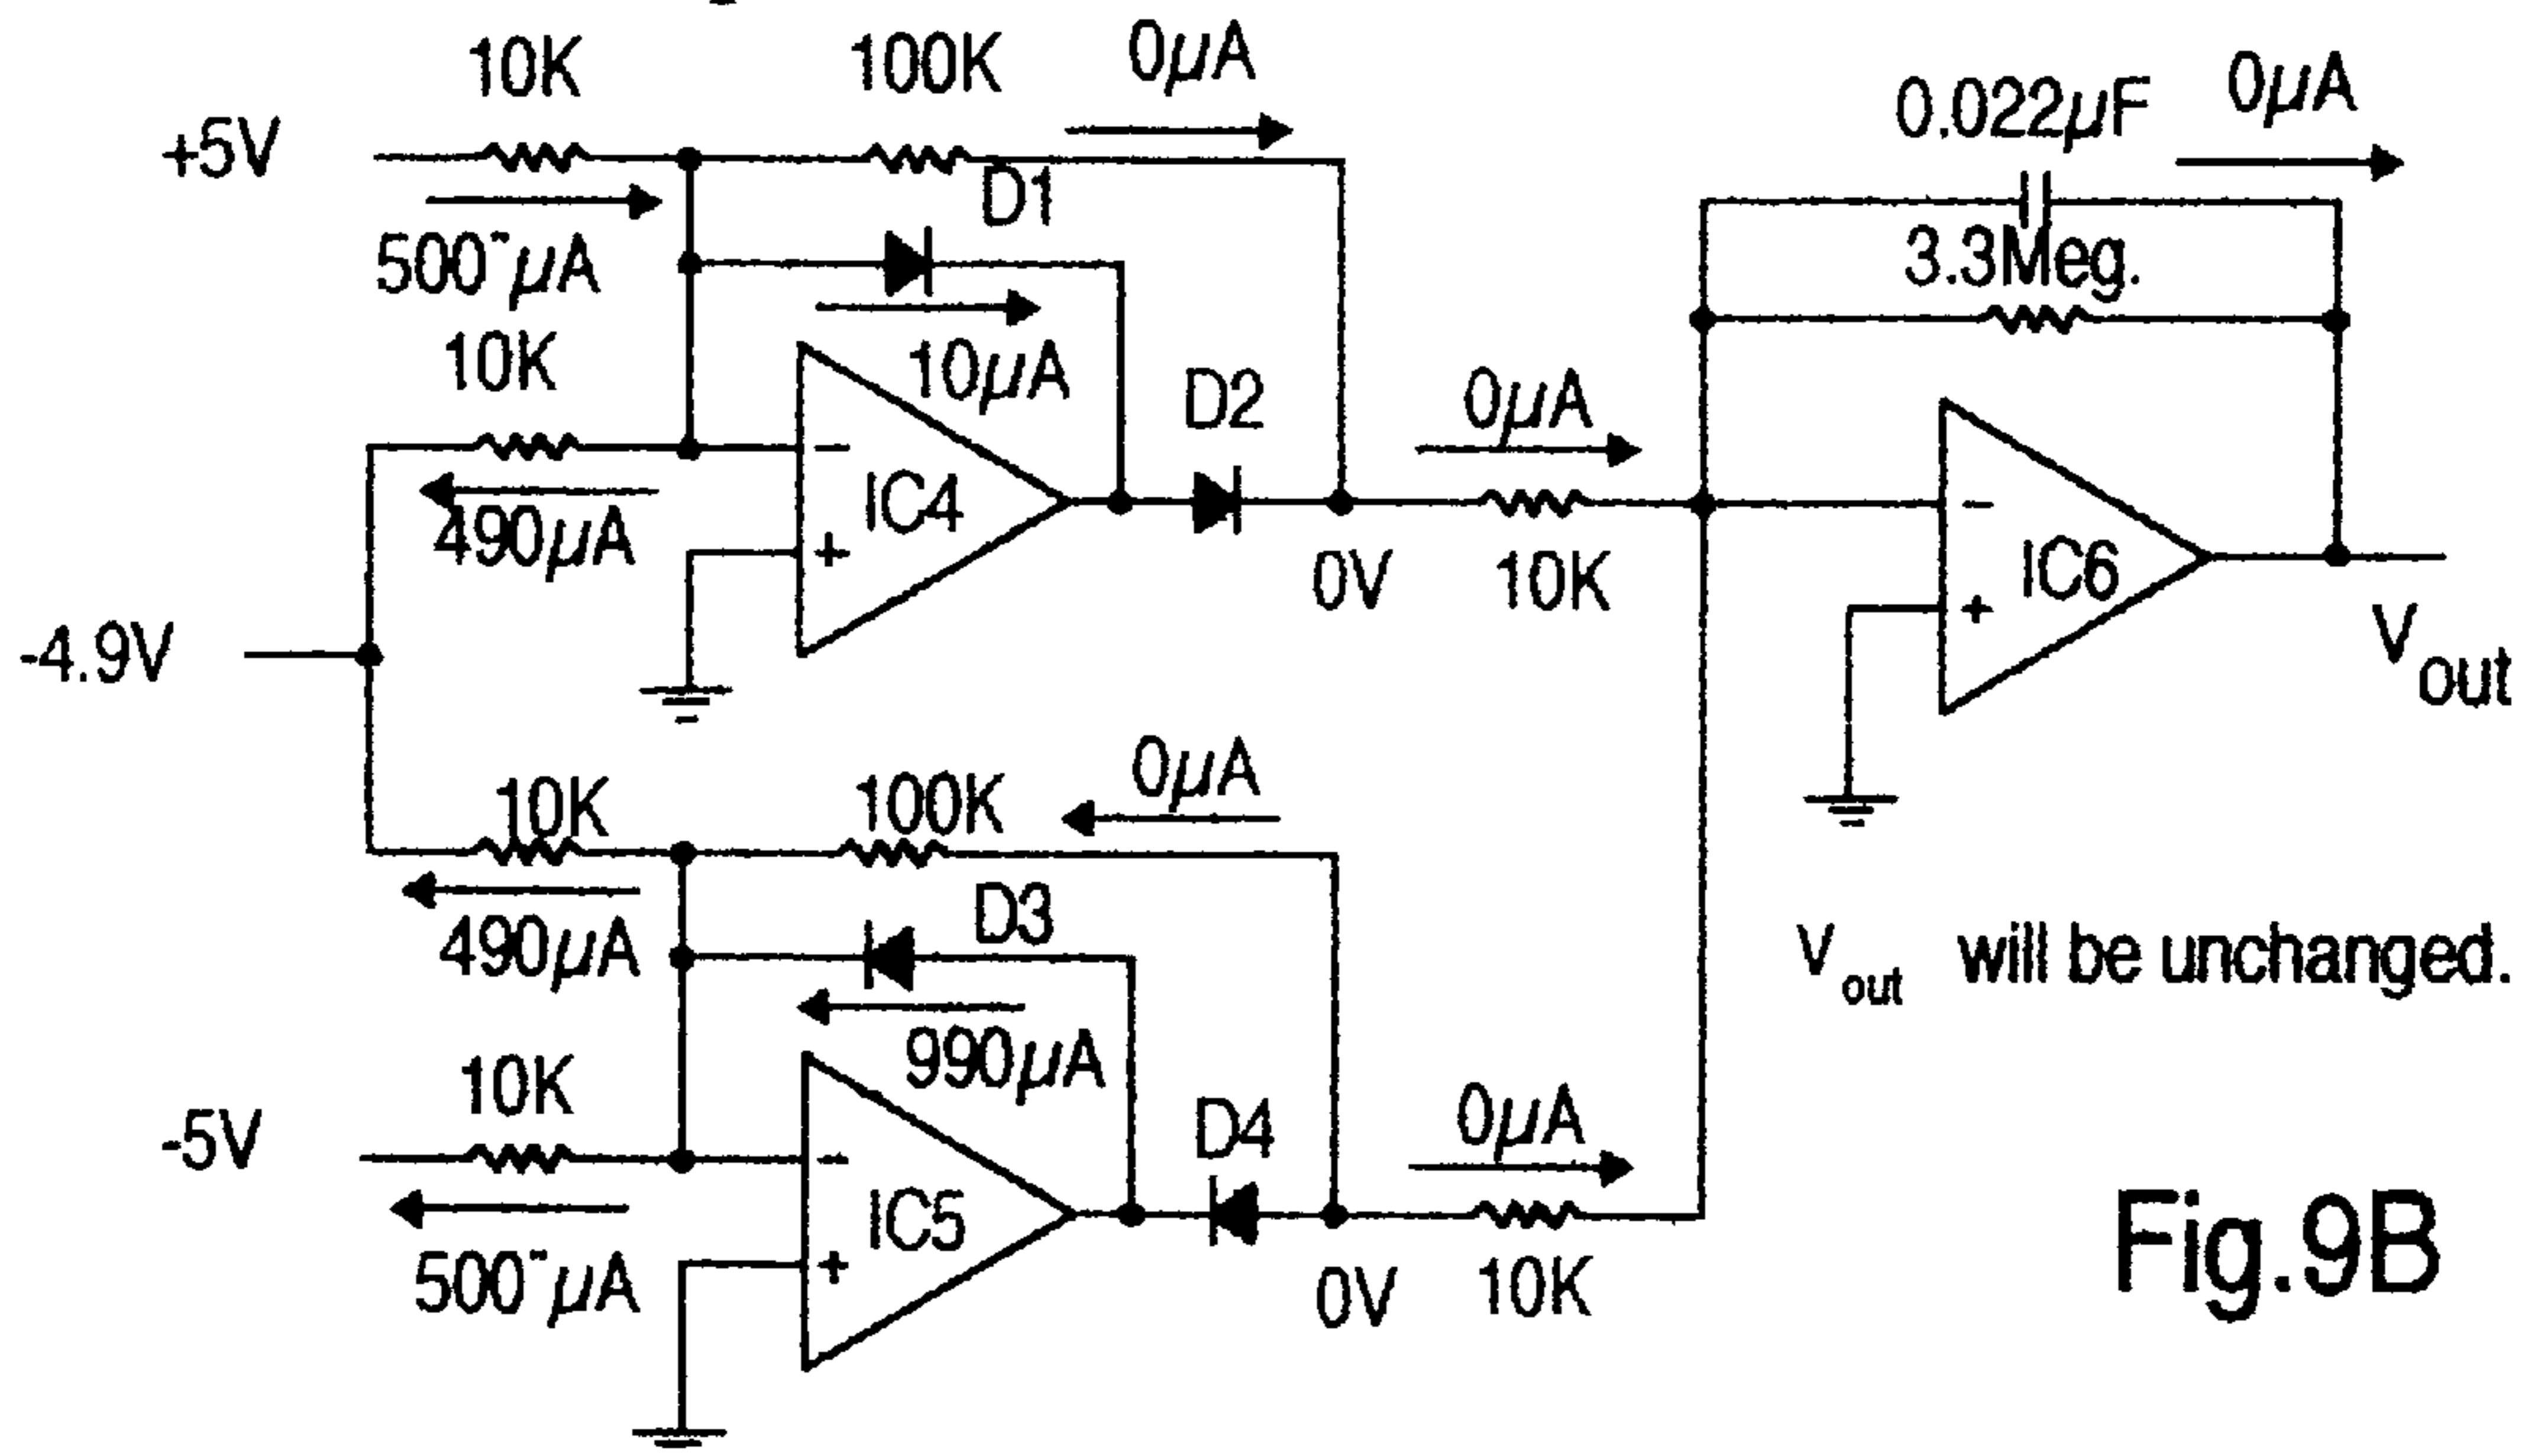 10K
100K
0µA
0.022µF
0µA
+5V
D1
500¨µA
3.3Meg.
10K
10µA
D2
0µA
−
IC4
+
490µA
0V
10K
−
IC6
+
-4.9V
Vout
10K
100K
0µA
490µA
D3
Vout will be unchanged.
990µA
10K
D4
0µA
-5V
−
IC5
+
500¨µA
0V
10K
Fig.9B